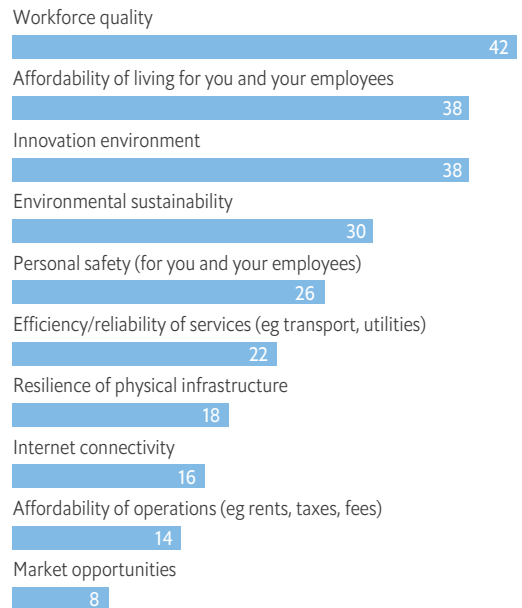 Workforce quality
42
Affordability of living for you and your employees
38
Innovation environment
38
Environmental sustainability
30
Personal safety (for you and your employees)
26
Efficiency/reliability of services (eg transport, utilities)
22
Resilience of physical infrastructure
18
Internet connectivity
16
Affordability of operations (eg rents, taxes, fees)
14
Market opportunities
8